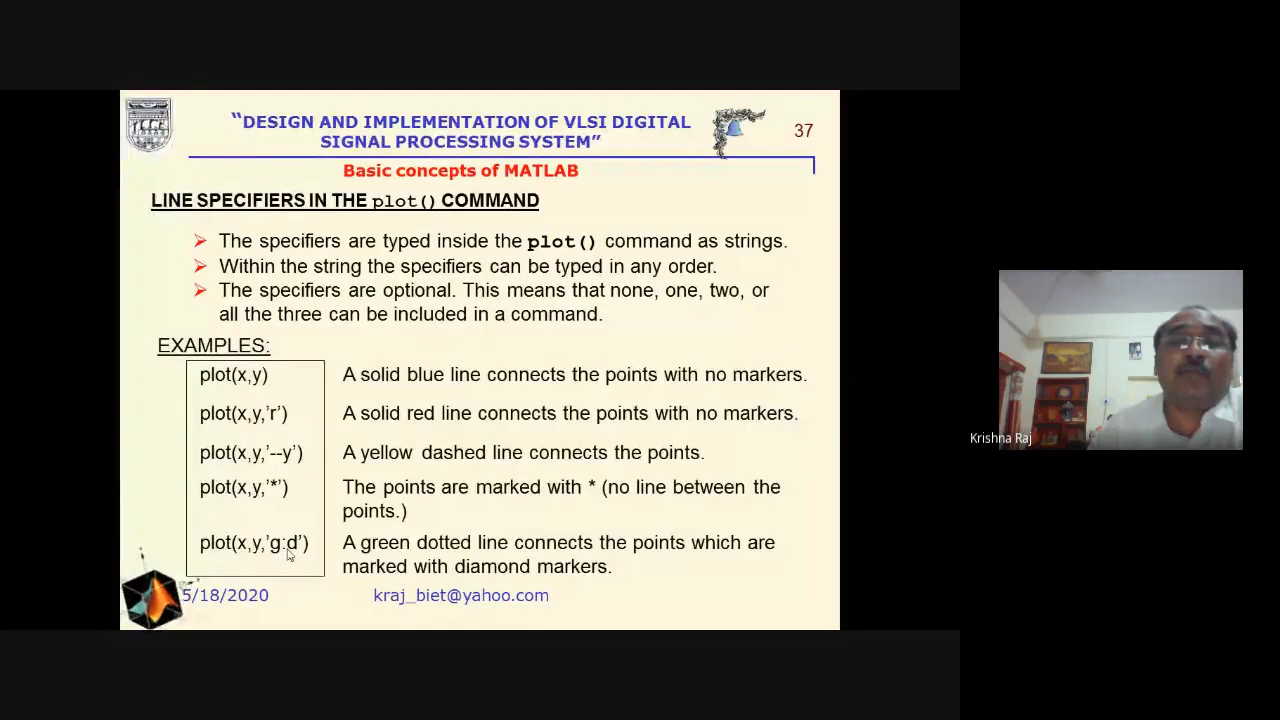 “DESIGN AND IMPLEMENTATION OF VLSI DIGITAL
SIGNAL PROCESSING SYSTEM”
37
Basic concepts of MATLAB
LINE SPECIFIERS IN THE plot() COMMAND
The specifiers are typed inside the plot() command as strings.
Within the string the specifiers can be typed in any order.
The specifiers are optional. This means that none, one, two, or
all the three can be included in a command.
EXAMPLES:
plot(x,y) A solid blue line connects the points with no markers.
plot(x,y,’r’) A solid red line connects the points with no markers.
plot(x,y,’--y’) A yellow dashed line connects the points.
plot(x,y,’*’) The points are marked with * (no line between the
points.)
plot(x,y,’g:d’) A green dotted line connects the points which are
marked with diamond markers.
5/18/2020 kraj_biet@yahoo.com
Krishna Raj